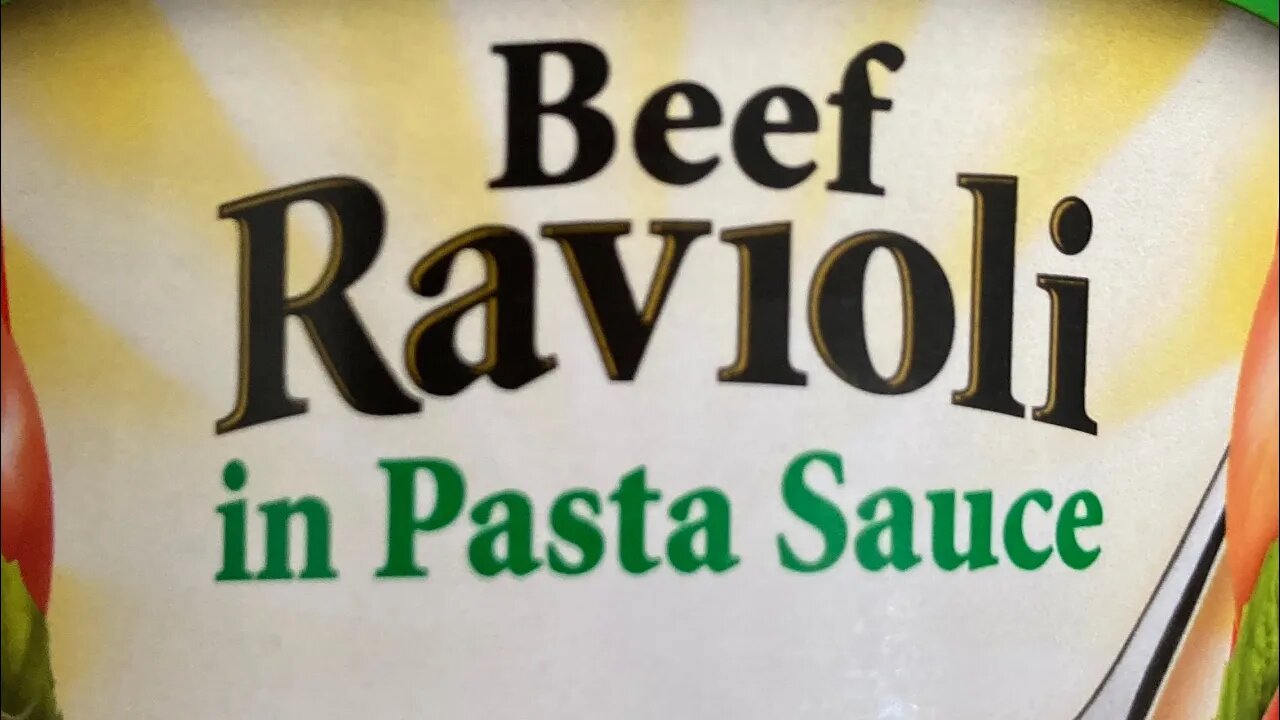 Beef
Ravioli
in Pasta Sauce